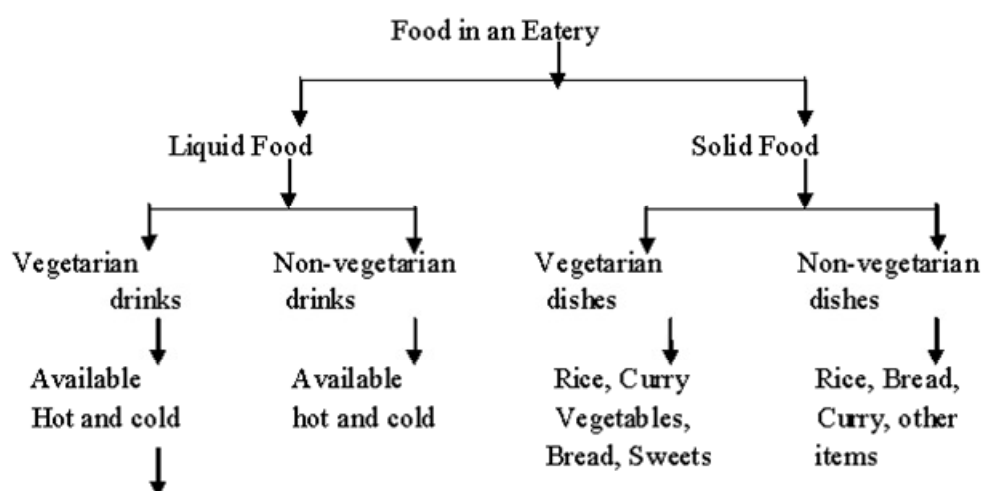 Food in an Eatery
Liquid Food
Solid Food
Vegetarian
drinks
Non-vegetarian
drinks
Vegetarian
dishes
Non-vegetarian
dishes
Available
Hot and cold
Available
hot and cold
Rice, Curry
Vegetables,
Bread, Sweets
Rice, Bread,
Curry, other
items